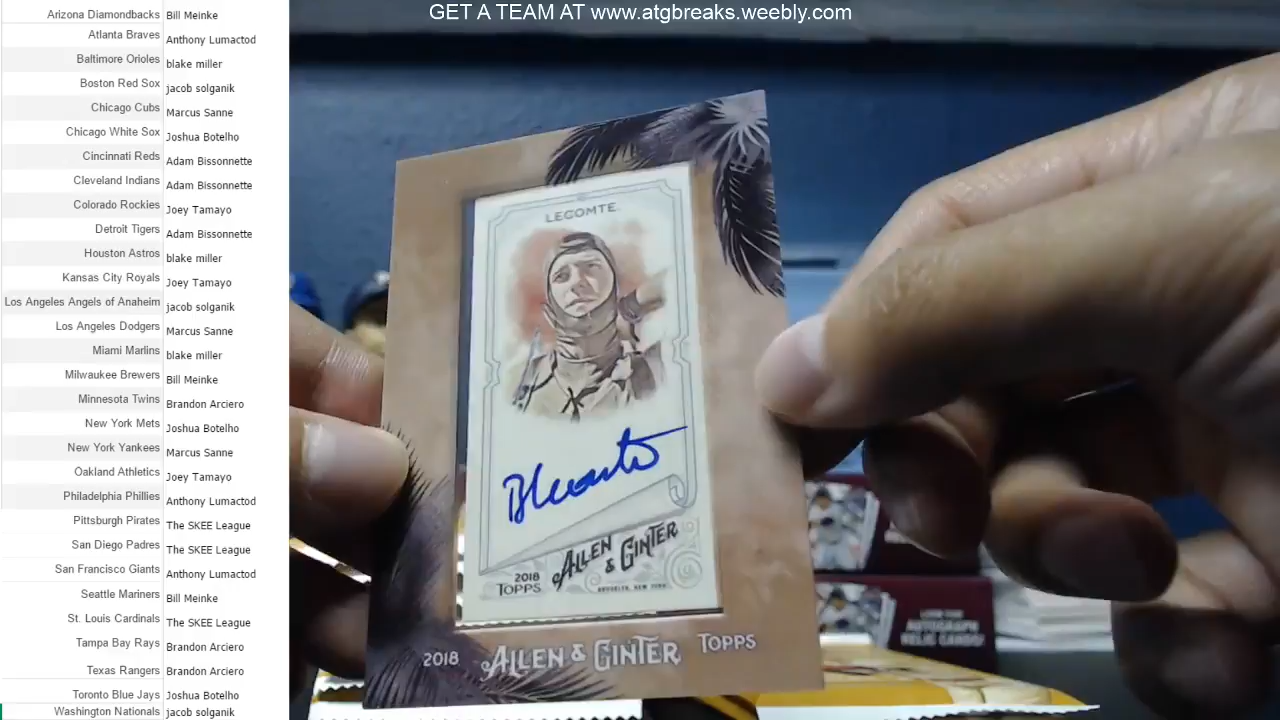 GET A TEAM AT www.atgbreaks.weebly.com
Arizona Diamondbacks Bill Meinke
Atlanta Braves Anthony Lumactod
Baltimore Orioles blake miller
Boston Red Sox jacob solganik
Chicago Cubs Marcus Sanne
Chicago White Sox Joshua Botelho
Cincinnati Reds Adam Bissonnette
Cleveland Indians Adam Bissonnette
Colorado Rockies Joey Tamayo
Detroit Tigers Adam Bissonnette
Houston Astros blake miller
Kansas City Royals Joey Tamayo
Los Angeles Angels of Anaheim jacob solganik
Los Angeles Dodgers Marcus Sanne
Miami Marlins blake miller
Milwaukee Brewers Bill Meinke
Minnesota Twins Brandon Arciero
New York Mets Joshua Botelho
New York Yankees Marcus Sanne
Oakland Athletics Joey Tamayo
Philadelphia Phillies Anthony Lumactod
Pittsburgh Pirates The SKEE League
San Diego Padres The SKEE League
San Francisco Giants Anthony Lumactod
Seattle Mariners Bill Meinke
St. Louis Cardinals The SKEE League
Tampa Bay Rays Brandon Arciero
Texas Rangers Brandon Arciero
Toronto Blue Jays Joshua Botelho
Washington Nationals jacob solganik
LECOMTE
2018
TOPPS
ALLEN
& GINTER
BROOKLYN, NEW YORK
2018 ALLEN & GINTER TOPPS
AUTOGRAPH
RELIC CARDS!